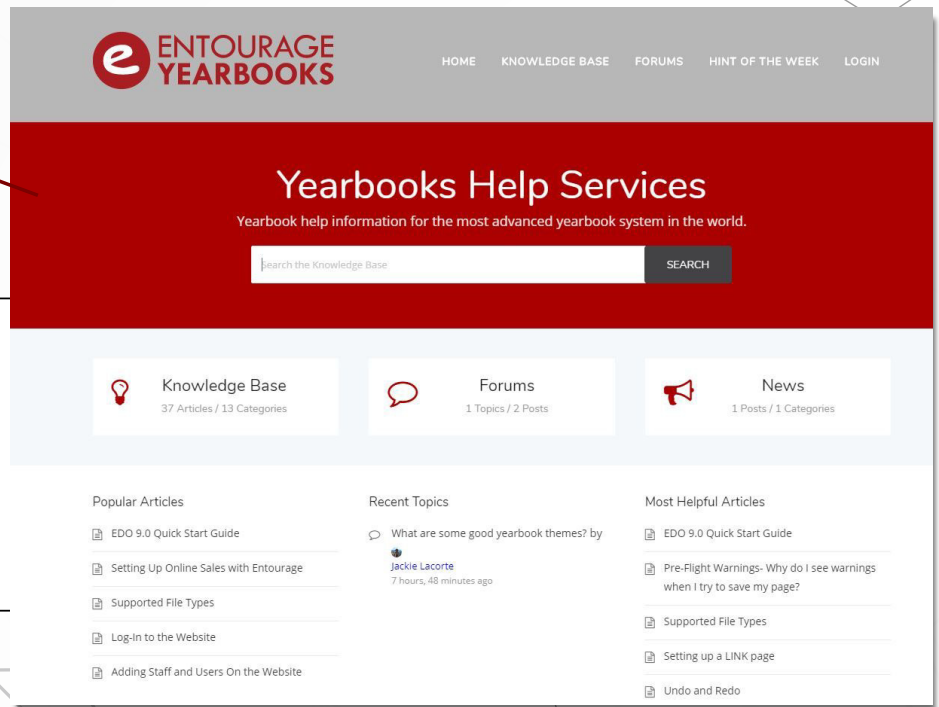 e ENTOURAGE
YEARBOOKS
HOME KNOWLEDGE BASE FORUMS HINT OF THE WEEK LOGIN
Yearbooks Help Services
Yearbook help information for the most advanced yearbook system in the world.
Search the Knowledge Base SEARCH
Knowledge Base
37 Articles / 13 Categories
Forums
1 Topics / 2 Posts
News
1 Posts / 1 Categories
Popular Articles
EDO 9.0 Quick Start Guide
Setting Up Online Sales with Entourage
Supported File Types
Log-In to the Website
Adding Staff and Users On the Website
Recent Topics
What are some good yearbook themes? by
Jackie Lacorte
7 hours, 48 minutes ago
Most Helpful Articles
EDO 9.0 Quick Start Guide
Pre-Flight Warnings- Why do I see warnings
when I try to save my page?
Supported File Types
Setting up a LINK page
Undo and Redo